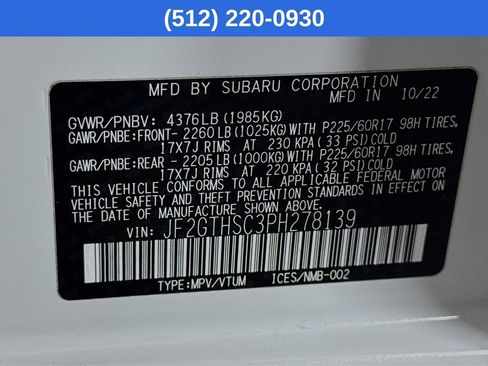 (512) 220-0930
MFD BY SUBARU CORPORATION 10/22
GVWR/PNBV: 4376LB(1985KG)
GAWR/PNBE:FRONT- 2260LB(1025KG)WITH P225/60R17 98H TIRES,
17X7J RIMS AT 230 KPA( 33 PSI)COLD
GAWR/PNBE:REAR - 2205LB(1000KG)WITH P225/60R17 98H TIRES,
17X7J RIMS AT 220 KPA( 32 PSI)COLD
THIS VEHICLE CONFORMS TO ALL APPLICABLE FEDERAL MOTOR
VEHICLE SAFETY AND THEFT PREVENTION STANDARDS IN EFFECT
ON THE DATE OF MANUFACTURE SHOWN ABOVE.
VIN: JF2GTHSC3PH278139
TYPE:MPV/VTUM ICES/NMB-002